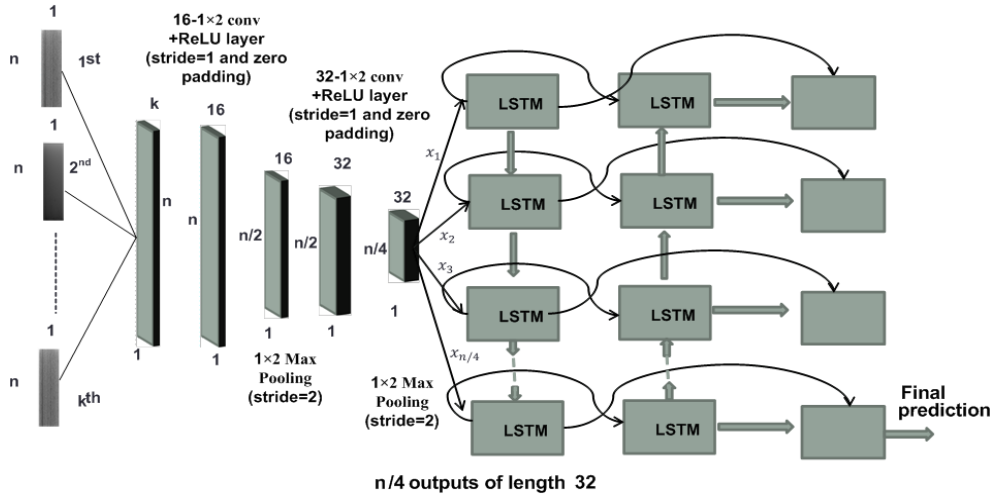 1
n
1st
1
n
2nd
1
n
kth
16-1×2 conv
+ReLU layer
(stride=1 and zero
padding)
k
n
1
16
n
1
32-1×2 conv
+ReLU layer
(stride=1 and zero
padding)
16
n/2
1
32
n/2
1
1×2 Max
Pooling
(stride=2)
32
n/4
1
1×2 Max
Pooling
(stride=2)
x1
x2
x3
xn/4
LSTM
LSTM
LSTM
LSTM
LSTM
LSTM
LSTM
LSTM
Final
prediction
n/4 outputs of length 32